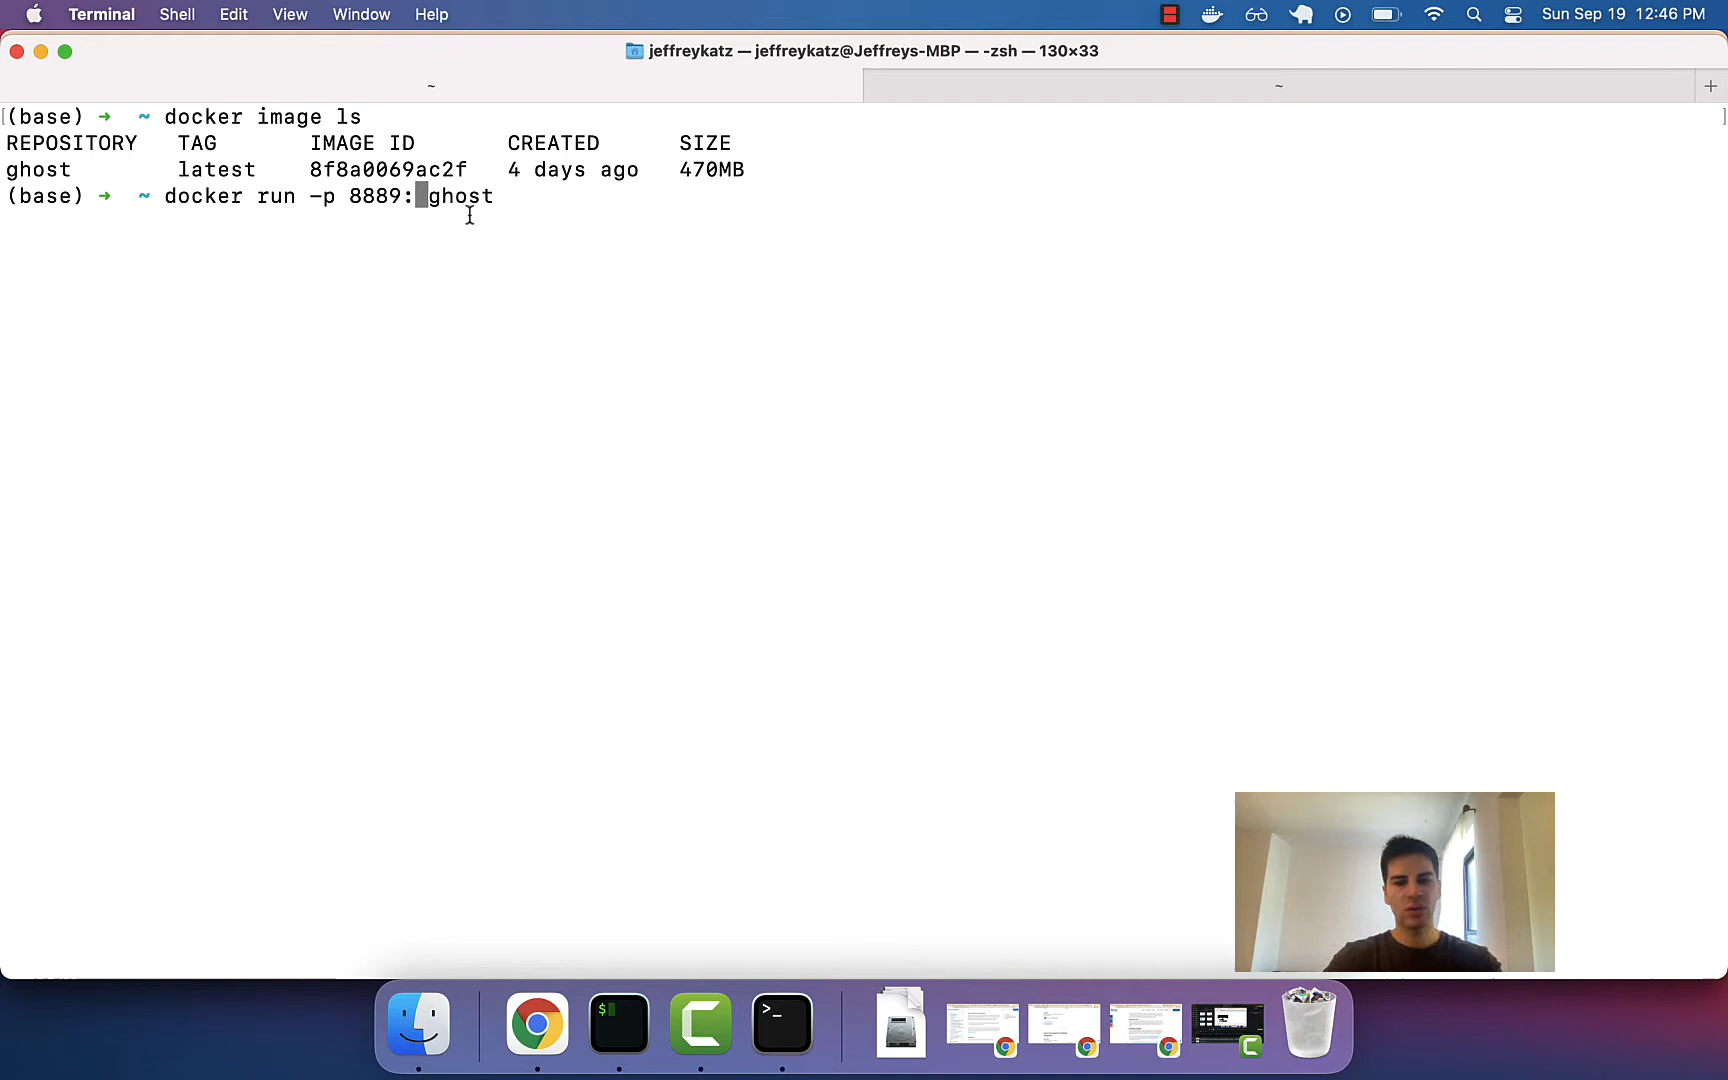 Terminal Shell Edit View Window Help Sun Sep 19 12:46 PM
jeffreykatz — jeffreykatz@Jeffreys-MBP — -zsh — 130×33
~ ~ +
(base) ➜ ~ docker image ls
REPOSITORY TAG IMAGE ID CREATED SIZE
ghost latest 8f8a0069ac2f 4 days ago 470MB
(base) ➜ ~ docker run -p 8889: ghost
$
>_